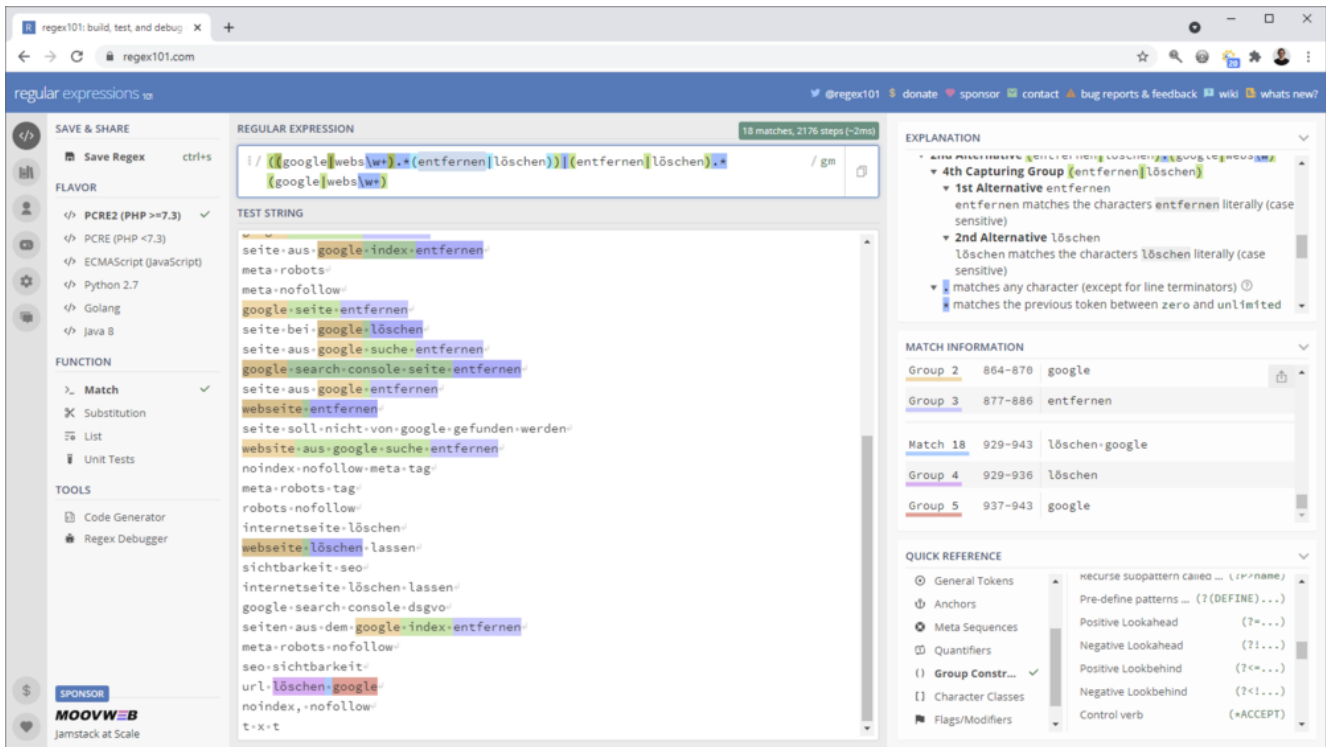 regex101: build, test, and debug
regex101.com
20
regular expressions 101
@regex101 $ donate sponsor contact bug reports & feedback wiki whats new?
SAVE & SHARE
Save Regex ctrl+s
FLAVOR
</> PCRE2 (PHP >=7.3)
</> PCRE (PHP <7.3)
</> ECMAScript (JavaScript)
</> Python 2.7
</> Golang
</> Java 8
FUNCTION
>_ Match
Substitution
List
Unit Tests
TOOLS
Code Generator
Regex Debugger
SPONSOR
MOOVWEB
Jamstack at Scale
REGULAR EXPRESSION
18 matches, 2176 steps (~2ms)
/ ((google|webs\w+).*(entfernen|löschen))|(entfernen|löschen).*
(google|webs\w+)
/ gm
TEST STRING
seite·aus·google·index·entfernen
meta·robots
meta·nofollow
google·seite·entfernen
seite·bei·google·löschen
seite·aus·google·suche·entfernen
google·search·console·seite·entfernen
seite·aus·google·entfernen
webseite·entfernen
seite·soll·nicht·von·google·gefunden·werden
website·aus·google·suche·entfernen
noindex·nofollow·meta·tag
meta·robots·tag
robots·nofollow
internetseite·löschen
webseite·löschen·lassen
sichtbarkeit·seo
internetseite·löschen·lassen
google·search·console·dsgvo
seiten·aus·dem·google·index·entfernen
meta·robots·nofollow
seo·sichtbarkeit
url·löschen·google
noindex,·nofollow
t·x·t
EXPLANATION
2nd Alternative (entfernen|löschen).*(google|webs\w)
4th Capturing Group (entfernen|löschen)
1st Alternative entfernen
entfernen matches the characters entfernen literally (case
sensitive)
2nd Alternative löschen
löschen matches the characters löschen literally (case
sensitive)
. matches any character (except for line terminators)
* matches the previous token between zero and unlimited
MATCH INFORMATION
Group 2 864-870 google
Group 3 877-886 entfernen
Match 18 929-943 löschen·google
Group 4 929-936 löschen
Group 5 937-943 google
QUICK REFERENCE
General Tokens
Anchors
Meta Sequences
Quantifiers
() Group Constr...
[] Character Classes
Flags/Modifiers
Recurse subpattern called ... (?P>name)
Pre-define patterns ... (?(DEFINE)...)
Positive Lookahead (?=...)
Negative Lookahead (?!...)
Positive Lookbehind (?<=...)
Negative Lookbehind (?<!...)
Control verb (*ACCEPT)